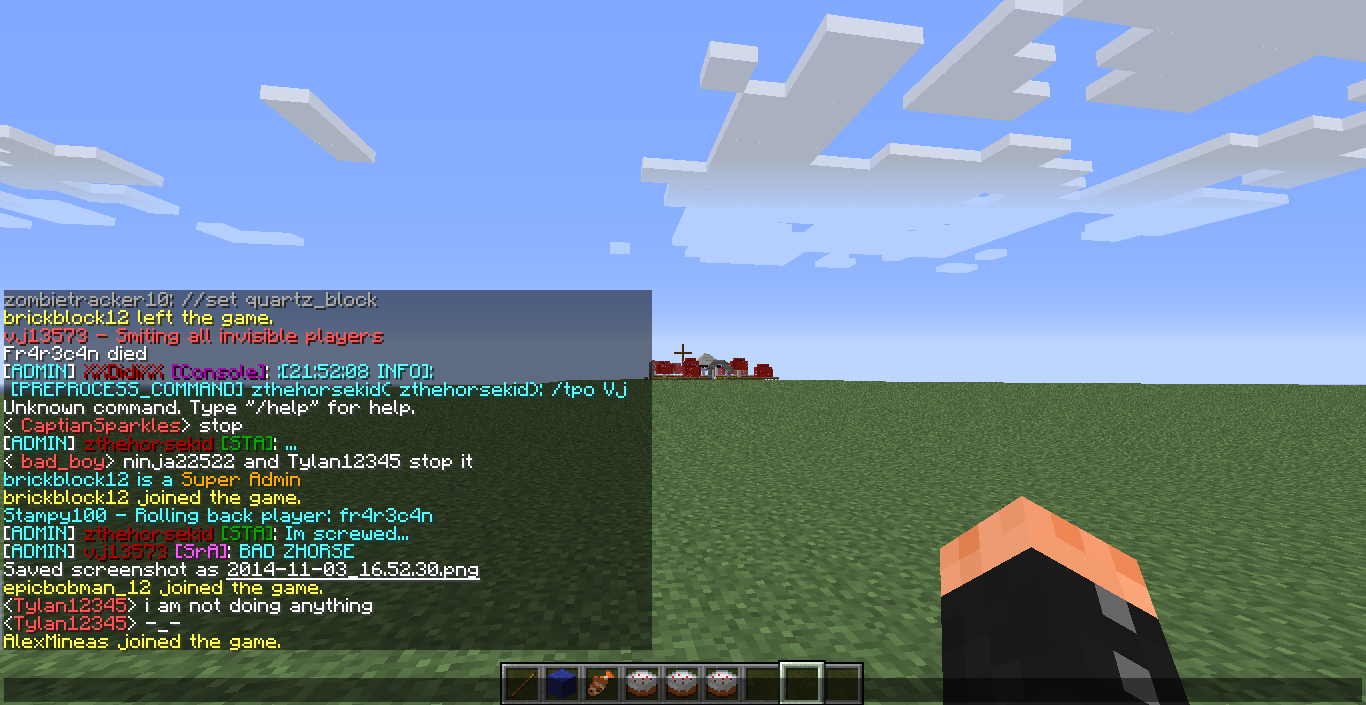 zombietracker10: //set quartz_block
brickblock12 left the game.
vj13573 - Smiting all invisible players
Fr4r3c4n died
[ADMIN] XXDidiXX [Console]: :[21:52:08 INFO]:
[PREPROCESS_COMMAND] zthehorsekid( zthehorsekid): /tpo Vj
Unknown command. Type "/help" for help.
< CaptianSparkles> stop
[ADMIN] zthehorsekid [STA]: ...
< bad_boy> ninja22522 and Tylan12345 stop it
brickblock12 is a Super Admin
brickblock12 joined the game.
Stampy100 - Rolling back player: fr4r3c4n
[ADMIN] zthehorsekid [STA]: Im screwed...
[ADMIN] vj13573 [SrA]: BAD ZHORSE
Saved screenshot as 2014-11-03_16.52.30.png
epicbobman_12 joined the game.
<Tylan12345> i am not doing anything
<Tylan12345> -_-
AlexMineas joined the game.